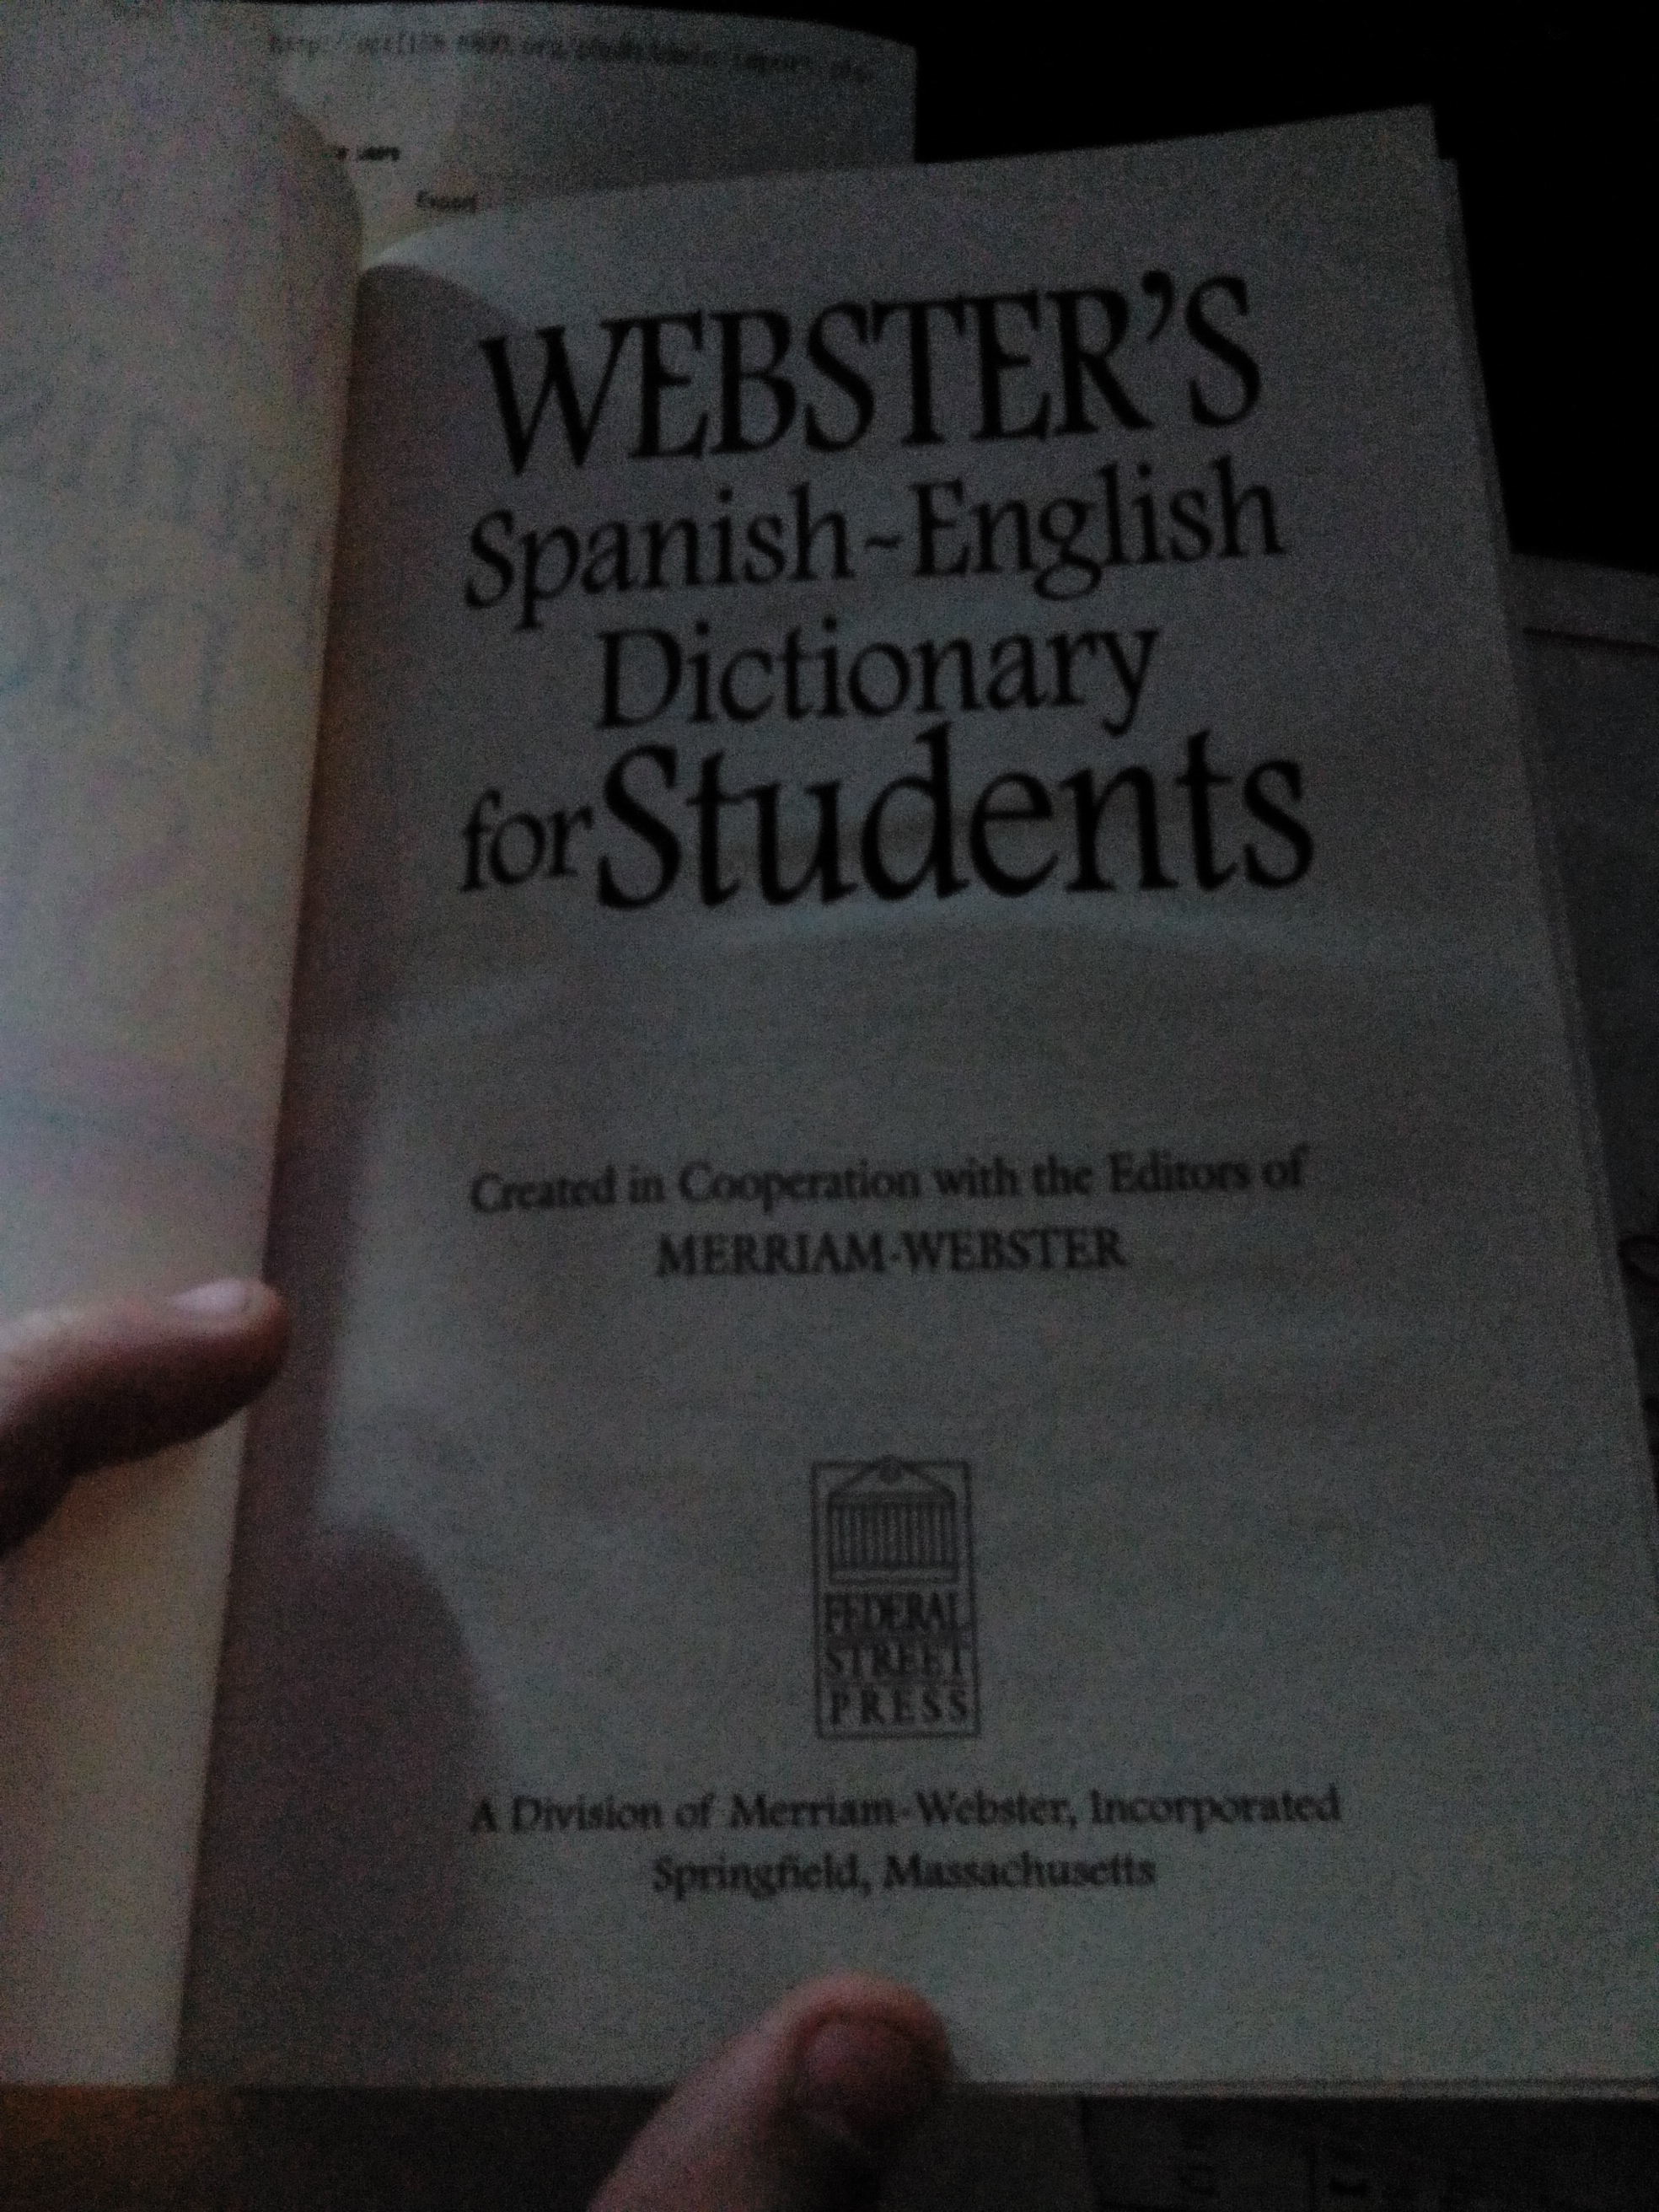 Export
WEBSTER'S
Spanish-English
Dictionary
for Students
Created in Cooperation with the Editors of
MERRIAM-WEBSTER
FEDERAL
STREET
PRESS
A Division of Merriam-Webster, Incorporated
Springfield, Massachusetts